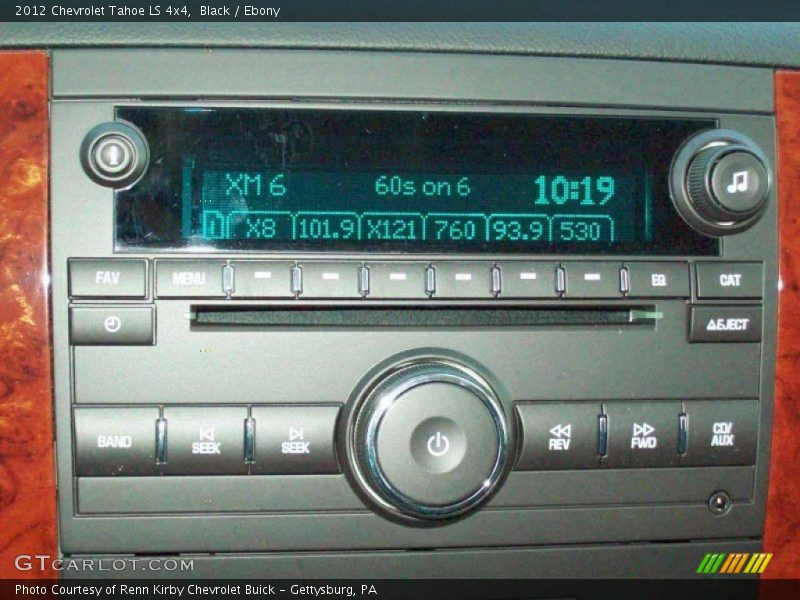 2012 Chevrolet Tahoe LS 4x4, Black / Ebony
XM 6 60s on 6 10:19
1 X8 101.9 X121 760 93.9 530
FAV MENU EQ CAT
EJECT
BAND SEEK SEEK REV FWD CD/AUX
GTCARLOT.COM
Photo Courtesy of Renn Kirby Chevrolet Buick - Gettysburg, PA